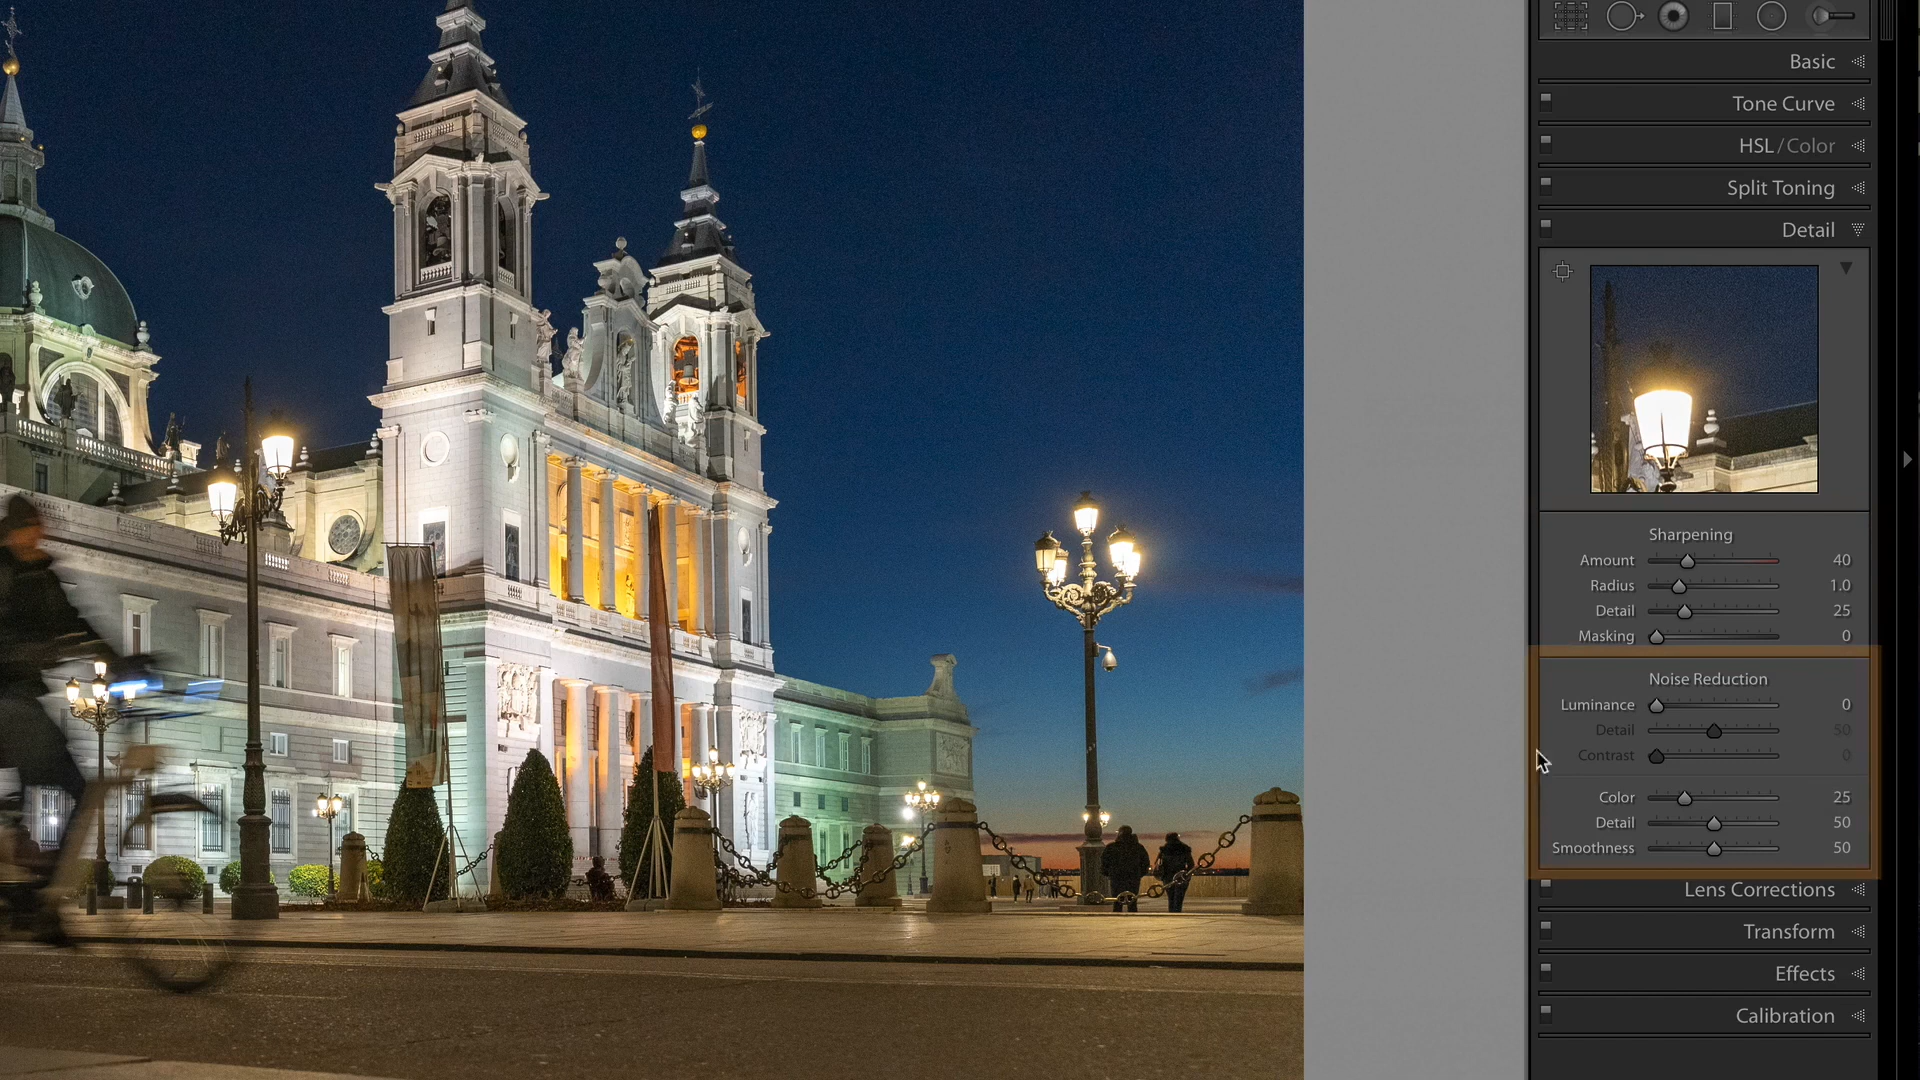 Basic
Tone Curve
HSL / Color
Split Toning
Detail
Sharpening
Amount 40
Radius 1.0
Detail 25
Masking 0
Noise Reduction
Luminance 0
Detail 50
Contrast 0
Color 25
Detail 50
Smoothness 50
Lens Corrections
Transform
Effects
Calibration